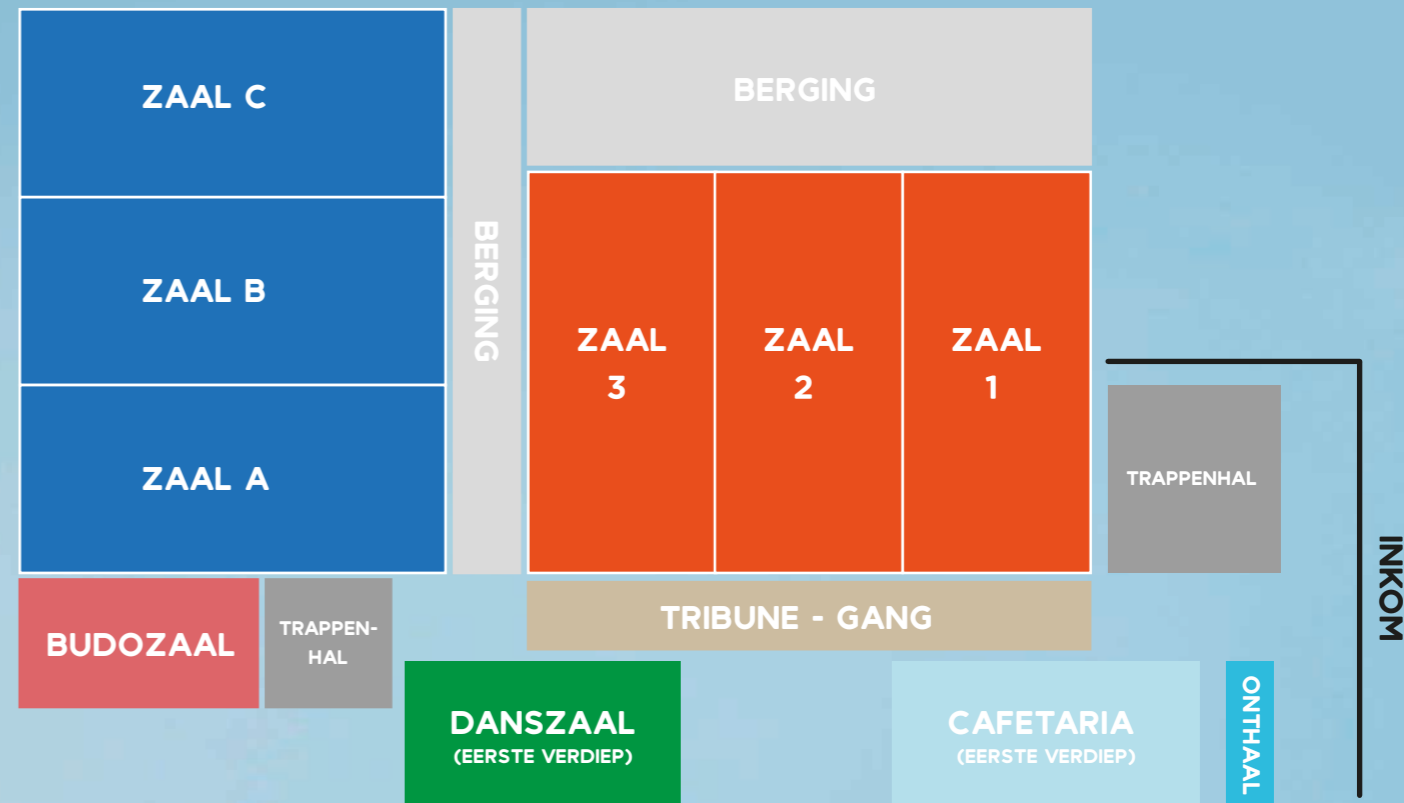 ZAAL C
BERGING
ZAAL B
BERGING
ZAAL
3
ZAAL
2
ZAAL
1
ZAAL A
TRAPPENHAL
INKOM
BUDOZAAL
TRAPPEN-
HAL
TRIBUNE - GANG
DANSZAAL
(EERSTE VERDIEP)
CAFETARIA
(EERSTE VERDIEP)
ONTHAAL